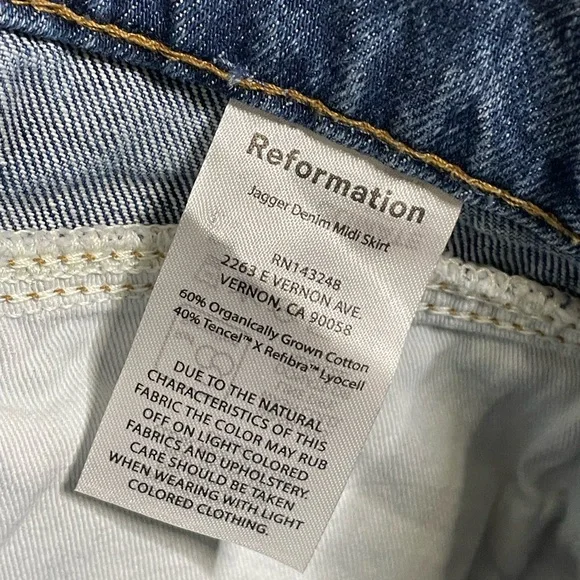 Reformation
Jagger Denim Midi Skirt
RN143248
2263 E VERNON AVE.
VERNON, CA 90058
60% Organically Grown Cotton
40% Tencel™ X Refibra™ Lyocell
DUE TO THE NATURAL
CHARACTERISTICS OF THIS
FABRIC THE COLOR MAY RUB
OFF ON LIGHT COLORED
FABRICS AND UPHOLSTERY.
CARE SHOULD BE TAKEN
WHEN WEARING WITH LIGHT
COLORED CLOTHING.